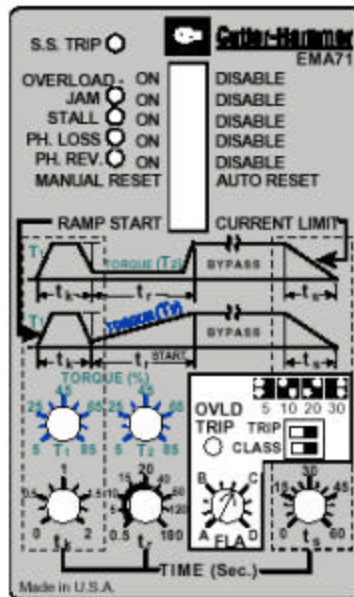 S.S. TRIP
Cutler-Hammer
EMA71
OVERLOAD - ON DISABLE
JAM ON DISABLE
STALL ON DISABLE
PH. LOSS ON DISABLE
PH. REV. ON DISABLE
MANUAL RESET AUTO RESET
RAMP START CURRENT LIMIT
T1 TORQUE (T2) BYPASS
tk tr ts
T1 TORQUE (T2) BYPASS
tk tr START ts
TORQUE (%)
45 45
25 65 25 65
5 T1 85 5 T2 85
OVLD 5 10 20 30
TRIP TRIP
CLASS
1 20 30
0.5 1.5 10 15 40 60 15 45
5 120
0 tk 2 0.5 tr 180 0 ts 60
B C
A FLA D
TIME (Sec.)
Made in U.S.A.